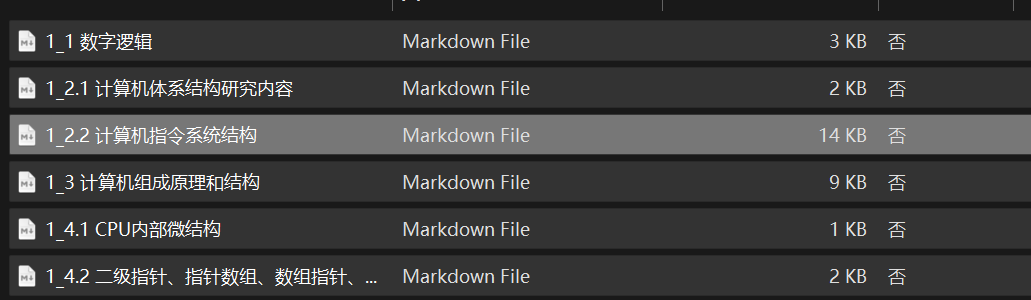 1_1 数字逻辑 Markdown File 3 KB 否
1_2.1 计算机体系结构研究内容 Markdown File 2 KB 否
1_2.2 计算机指令系统结构 Markdown File 14 KB 否
1_3 计算机组成原理和结构 Markdown File 9 KB 否
1_4.1 CPU内部微结构 Markdown File 1 KB 否
1_4.2 二级指针、指针数组、数组指针、... Markdown File 2 KB 否